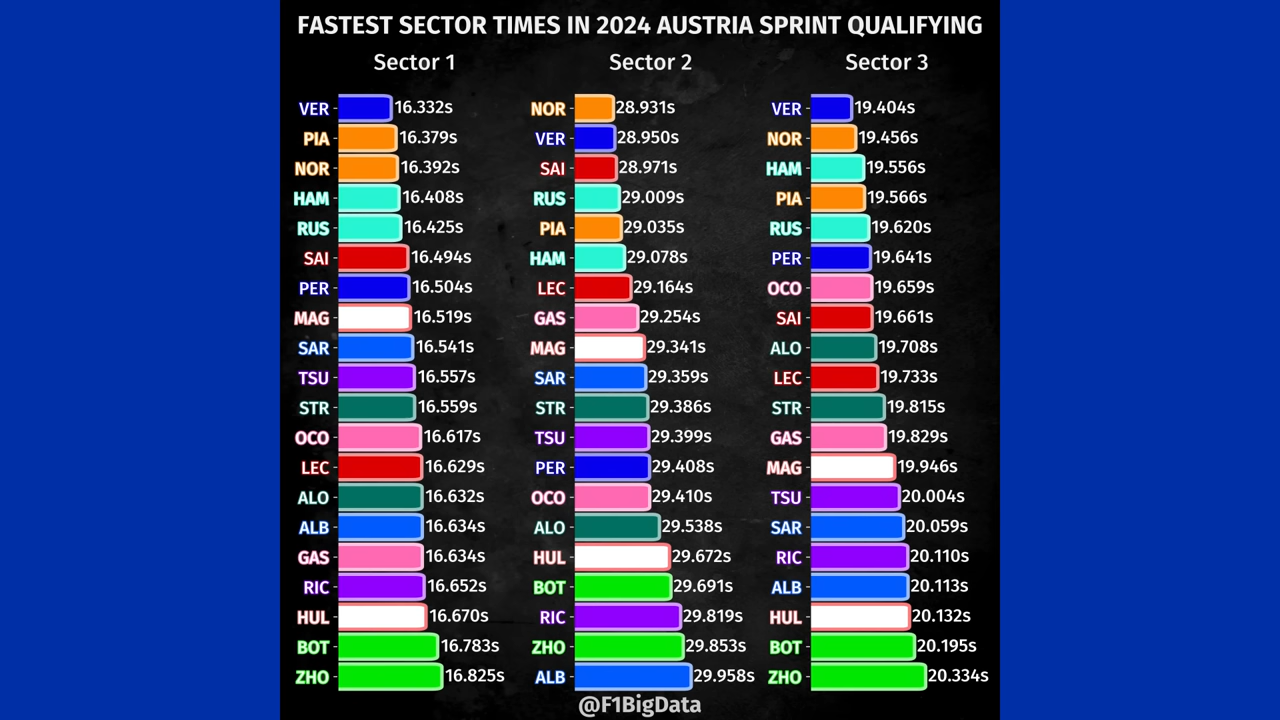 FASTEST SECTOR TIMES IN 2024 AUSTRIA SPRINT QUALIFYING
Sector 1
VER 16.332s
PIA 16.379s
NOR 16.392s
HAM 16.408s
RUS 16.425s
SAI 16.494s
PER 16.504s
MAG 16.519s
SAR 16.541s
TSU 16.557s
STR 16.559s
OCO 16.617s
LEC 16.629s
ALO 16.632s
ALB 16.634s
GAS 16.634s
RIC 16.652s
HUL 16.670s
BOT 16.783s
ZHO 16.825s
Sector 2
NOR 28.931s
VER 28.950s
SAI 28.971s
RUS 29.009s
PIA 29.035s
HAM 29.078s
LEC 29.164s
GAS 29.254s
MAG 29.341s
SAR 29.359s
STR 29.386s
TSU 29.399s
PER 29.408s
OCO 29.410s
ALO 29.538s
HUL 29.672s
BOT 29.691s
RIC 29.819s
ZHO 29.853s
ALB 29.958s
Sector 3
VER 19.404s
NOR 19.456s
HAM 19.556s
PIA 19.566s
RUS 19.620s
PER 19.641s
OCO 19.659s
SAI 19.661s
ALO 19.708s
LEC 19.733s
STR 19.815s
GAS 19.829s
MAG 19.946s
TSU 20.004s
SAR 20.059s
RIC 20.110s
ALB 20.113s
HUL 20.132s
BOT 20.195s
ZHO 20.334s
@F1BigData